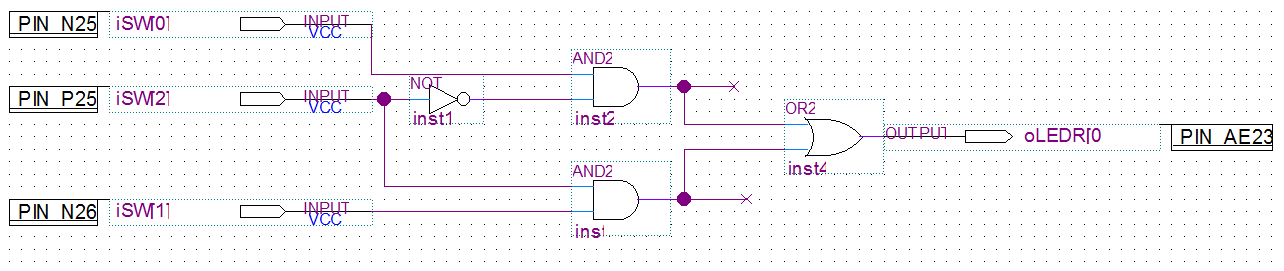 PIN_N25 iSW[0] INPUT
VCC
AND2
NOT
PIN_P25 iSW[2] INPUT
VCC
inst1
inst2
OR2
OUTPUT oLEDR[0 PIN_AE23
inst4
AND2
PIN_N26 iSW[1] INPUT
VCC
inst